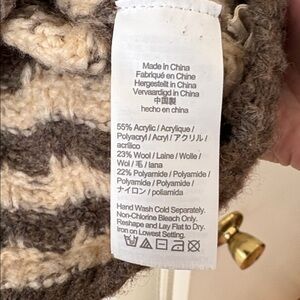 Made in China
Fabriqué en Chine
Hergestellt in China
Vervaardigd in China
中国製
hecho en china
55% Acrylic / Acrylique /
Polyacryl / Acryl / アクリル /
acrílico
23% Wool / Laine / Wolle /
Wol / 毛 / lana
22% Polyamide / Polyamide /
Polyamide / Polyamide /
ナイロン / poliamida
Hand Wash Cold Separately.
Non-Chlorine Bleach Only.
Reshape and Lay Flat to Dry.
Iron on Lowest Setting.